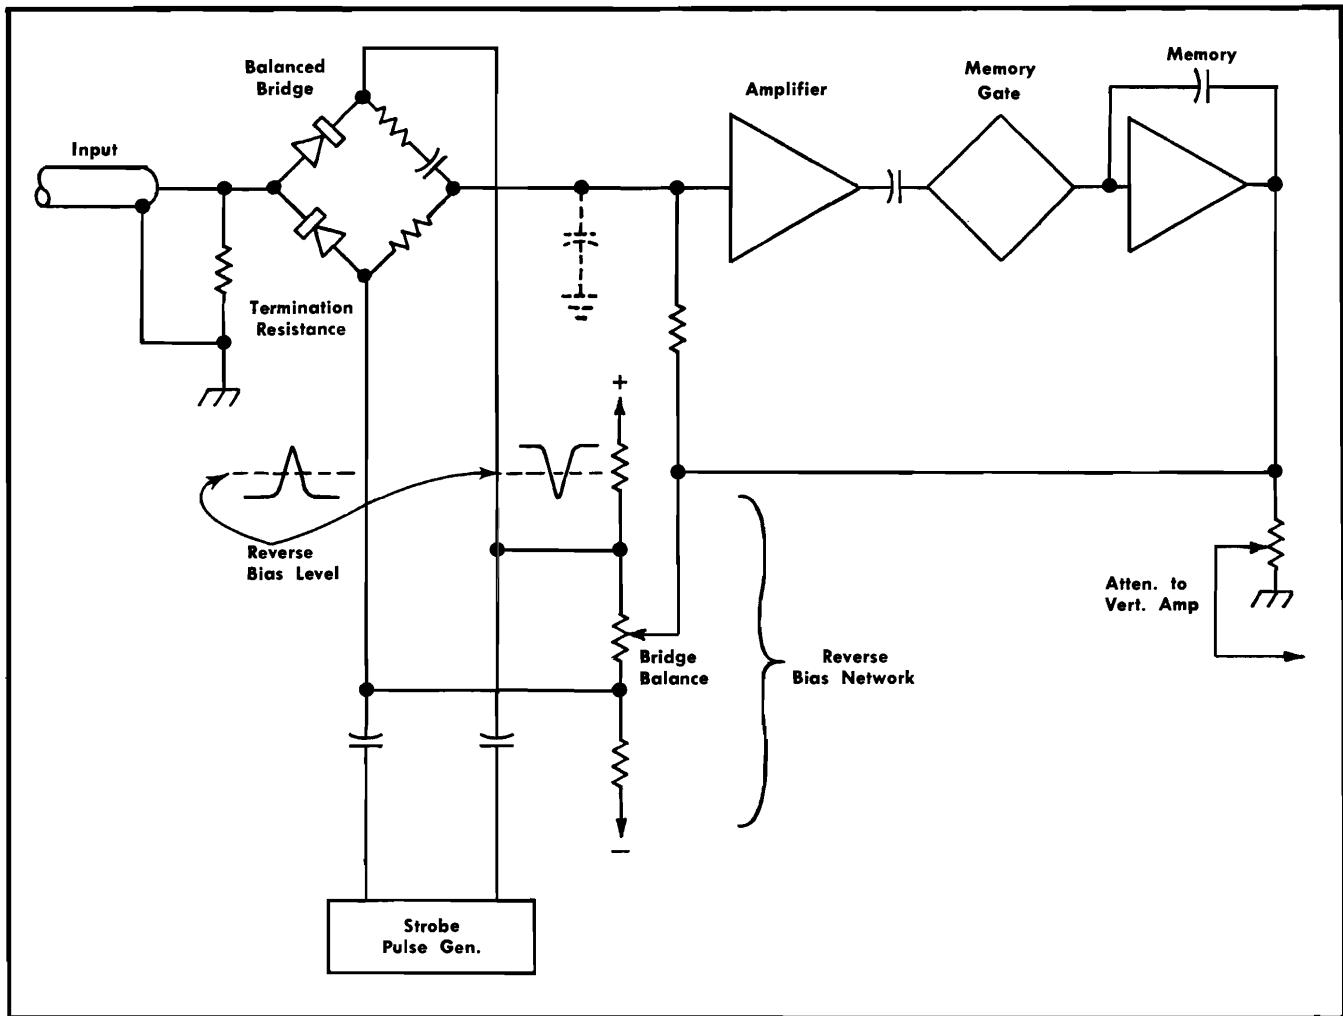 Balanced
Bridge
Input
Termination
Resistance
Amplifier
Memory
Gate
Memory
+
Reverse
Bias Level
Bridge
Balance
Reverse
Bias Network
Atten. to
Vert. Amp
—
Strobe
Pulse Gen.